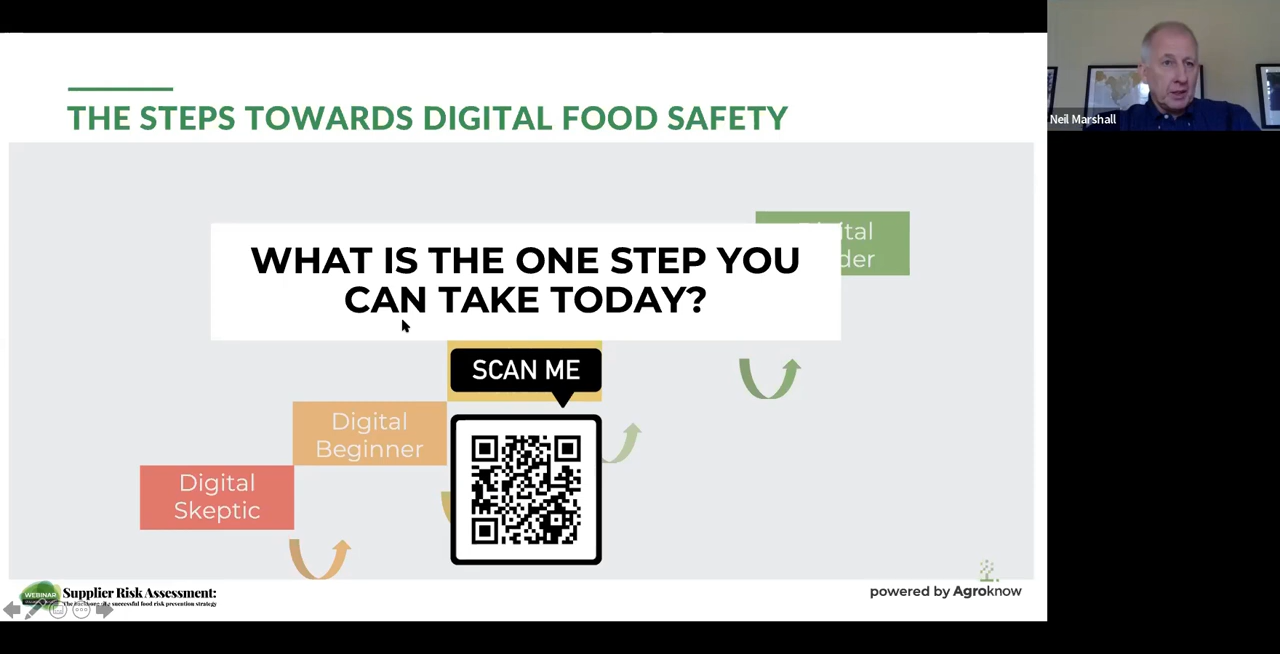 THE STEPS TOWARDS DIGITAL FOOD SAFETY
Neil Marshall
WHAT IS THE ONE STEP YOU
CAN TAKE TODAY?
SCAN ME
Digital
Beginner
Digital
Skeptic
WEBINAR
Supplier Risk Assessment:
powered by Agroknow